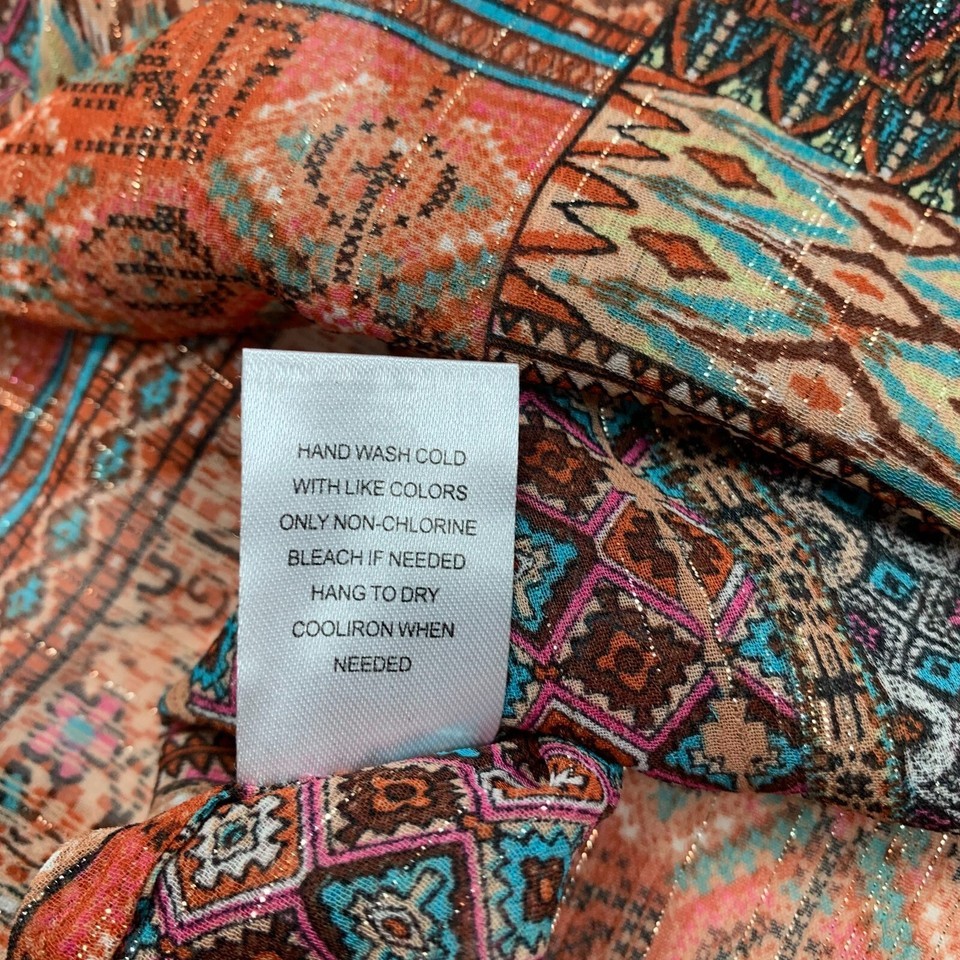 HAND WASH COLD
WITH LIKE COLORS
ONLY NON-CHLORINE
BLEACH IF NEEDED
HANG TO DRY
COOLIRON WHEN
NEEDED